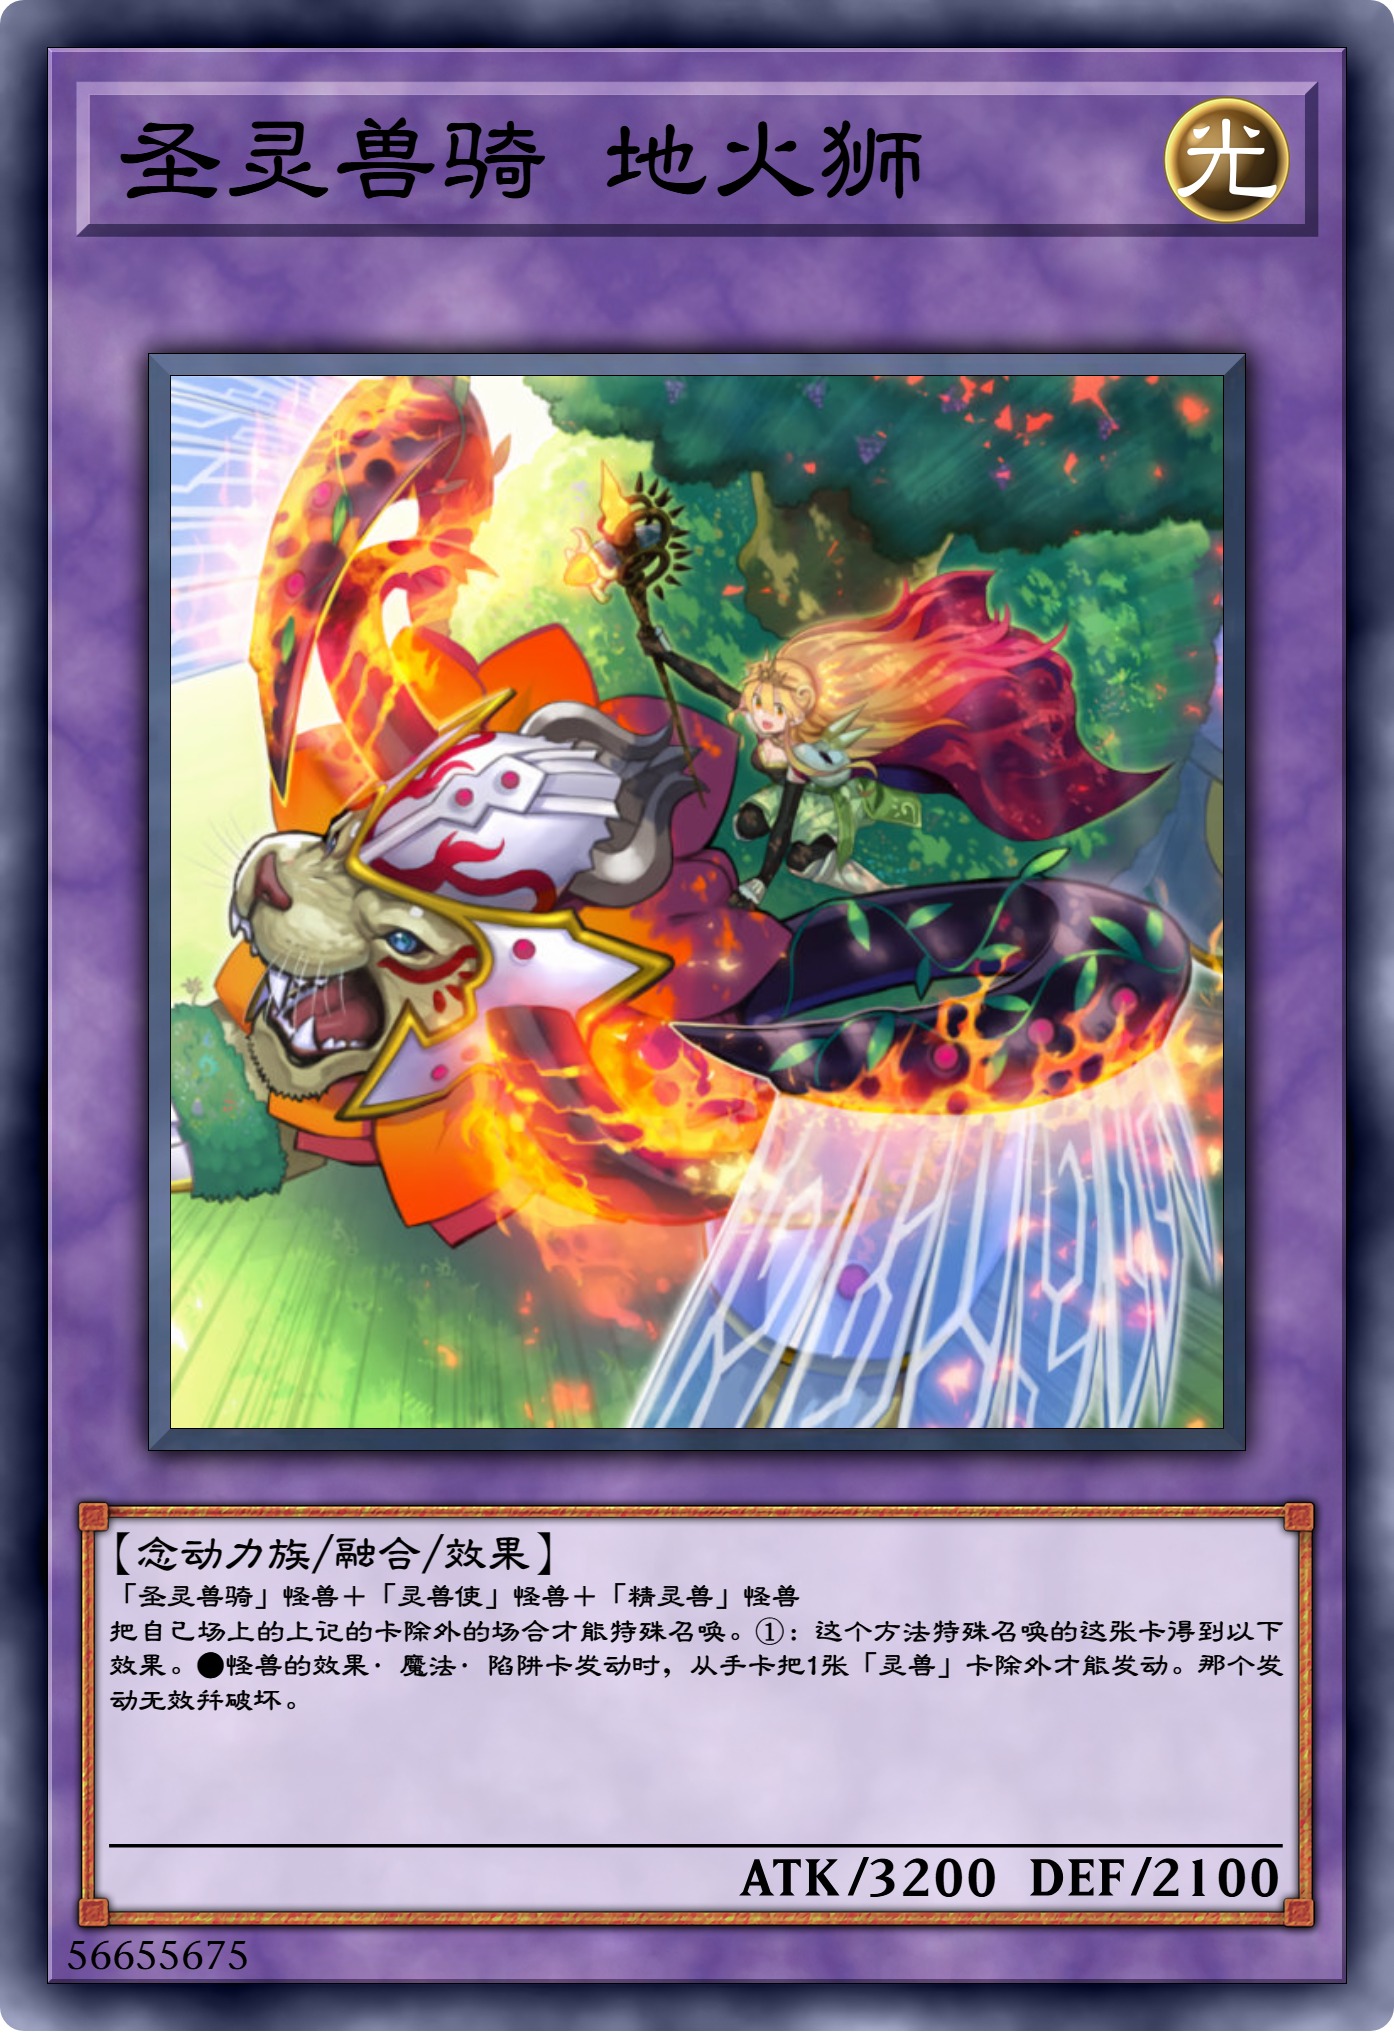 圣灵兽骑 地火狮
光
【念动力族/融合/效果】
「圣灵兽骑」怪兽＋「灵兽使」怪兽＋「精灵兽」怪兽
把自己场上的上记的卡除外的场合才能特殊召唤。①：这个方法特殊召唤的这张卡得到以下
效果。●怪兽的效果·魔法·陷阱卡发动时，从手卡把1张「灵兽」卡除外才能发动。那个发
动无效并破坏。
ATK/3200 DEF/2100
56655675